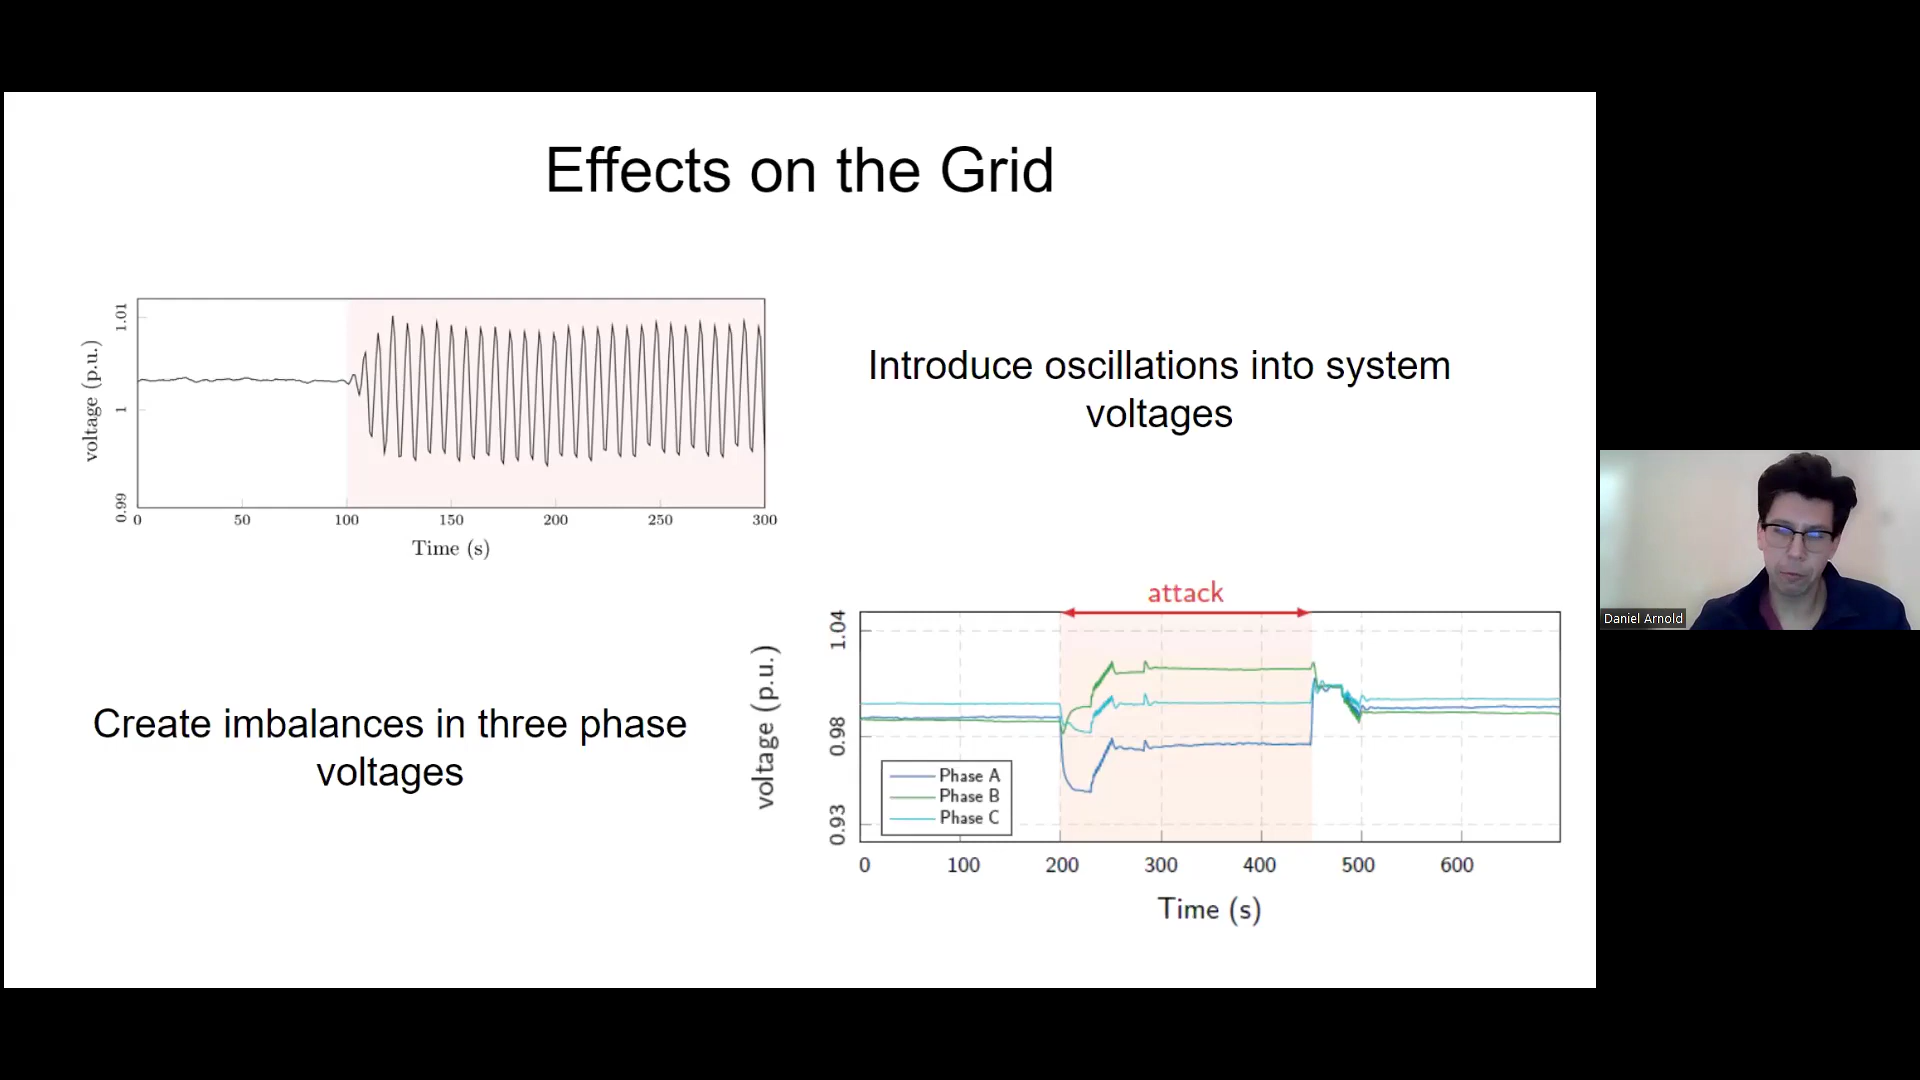 Effects on the Grid
voltage (p.u.)
1.01
1
0.99
0 50 100 150 200 250 300
Time (s)
Introduce oscillations into system
voltages
Create imbalances in three phase
voltages
attack
voltage (p.u.)
1.04
0.98
0.93
Phase A
Phase B
Phase C
0 100 200 300 400 500 600
Time (s)
Daniel Arnold